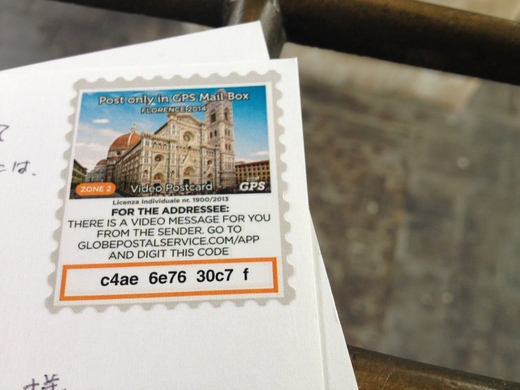 Post only in GPS Mail Box
FLORENCE 2014
ZONE 2
Video Postcard
GPS
Licenza Individuale nr. 1900/2013
FOR THE ADDRESSEE:
THERE IS A VIDEO MESSAGE FOR YOU
FROM THE SENDER. GO TO
GLOBEPOSTALSERVICE.COM/APP
AND DIGIT THIS CODE
c4ae 6e76 30c7 f
には、
様